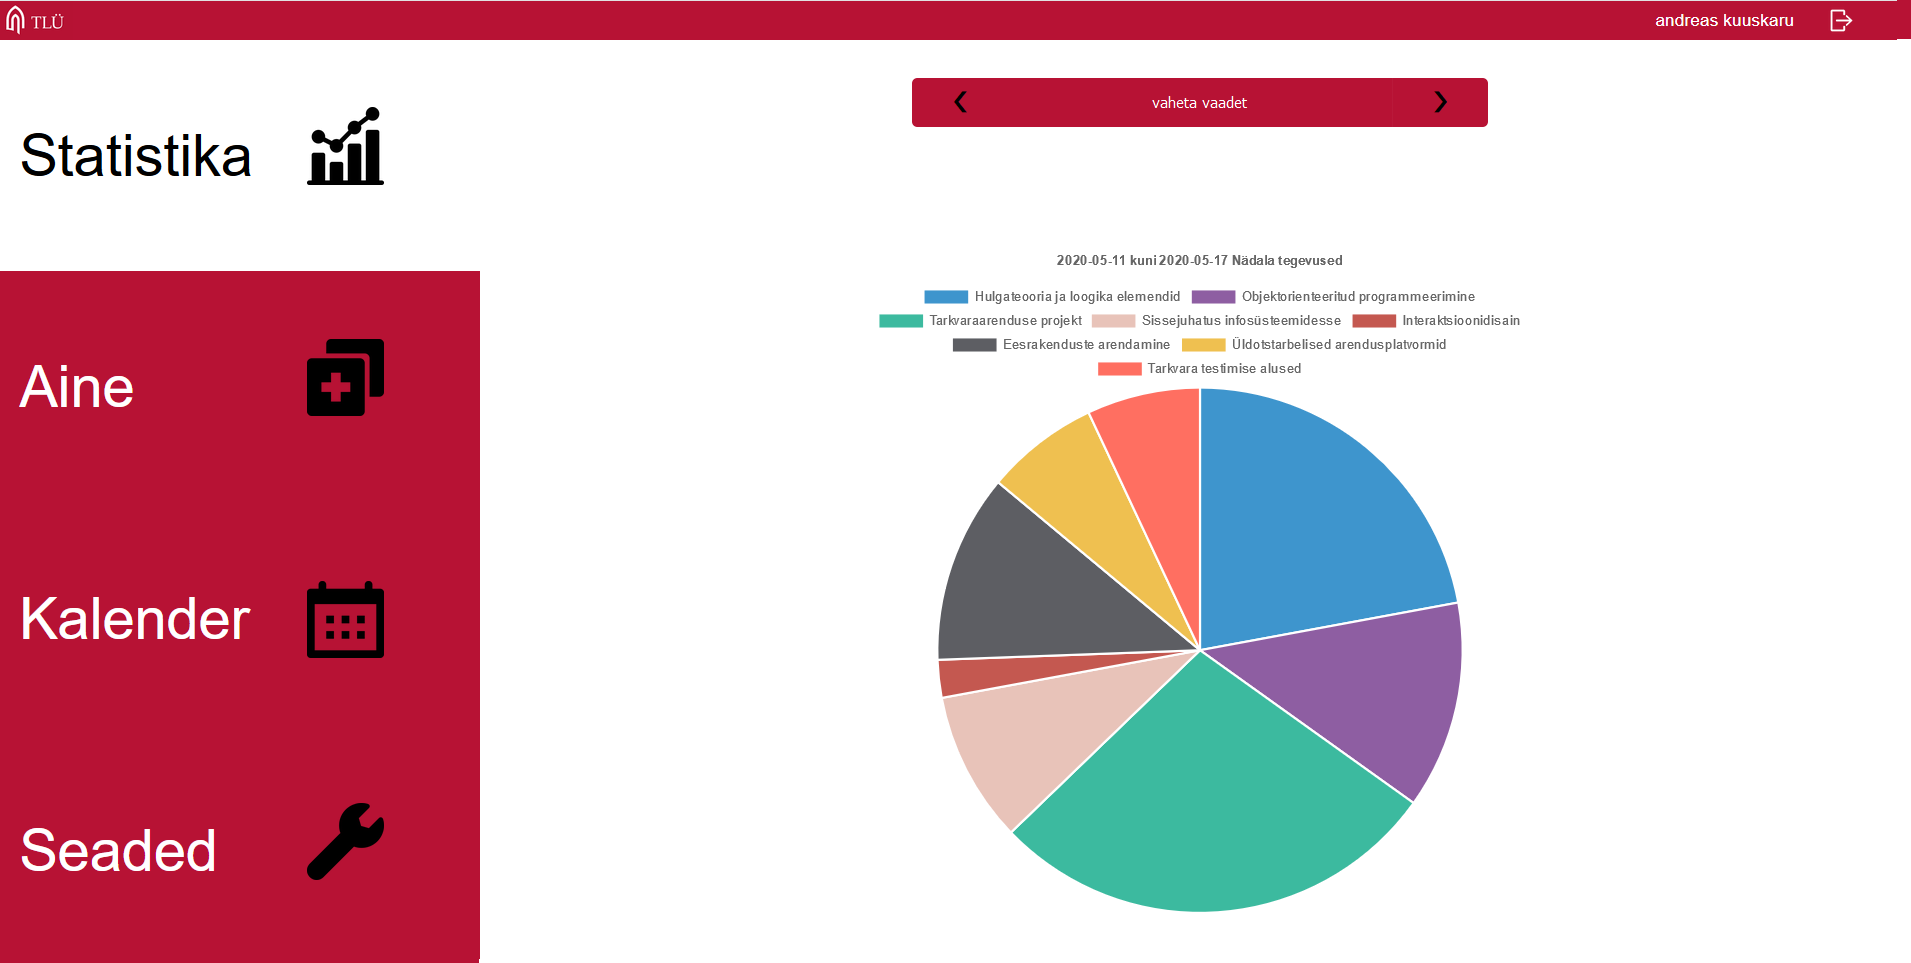 TLÜ
andreas kuuskaru
Statistika
Aine
Kalender
Seaded
vaheta vaadet
2020-05-11 kuni 2020-05-17 Nädala tegevused
Hulgateooria ja loogika elemendid Objektorienteeritud programmeerimine
Tarkvaraarenduse projekt Sissejuhatus infosüsteemidesse Interaktsioonidisain
Eesrakenduste arendamine Üldotstarbelised arendusplatvormid
Tarkvara testimise alused